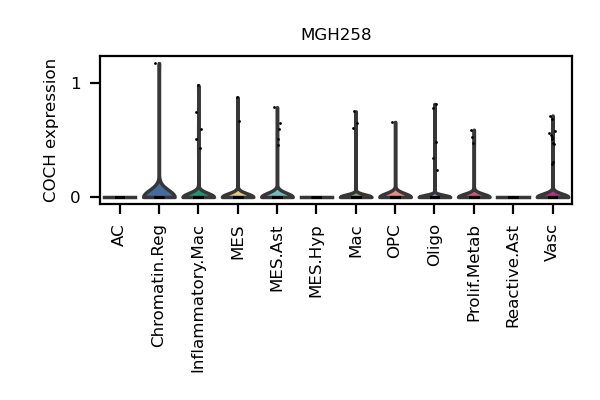 MGH258
COCH expression
1
0
AC
Chromatin.Reg
Inflammatory.Mac
MES
MES.Ast
MES.Hyp
Mac
OPC
Oligo
Prolif.Metab
Reactive.Ast
Vasc